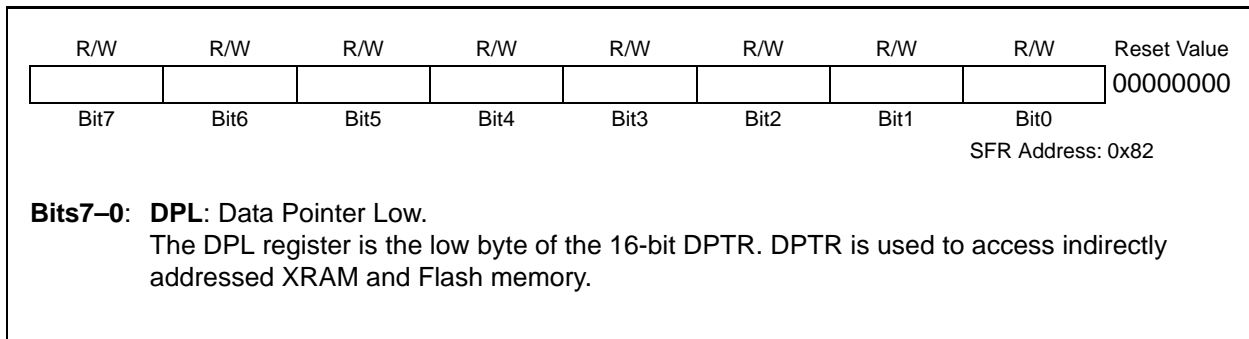 R/W R/W R/W R/W R/W R/W R/W R/W Reset Value
00000000
Bit7 Bit6 Bit5 Bit4 Bit3 Bit2 Bit1 Bit0
SFR Address: 0x82
Bits7–0: DPL: Data Pointer Low.
The DPL register is the low byte of the 16-bit DPTR. DPTR is used to access indirectly
addressed XRAM and Flash memory.